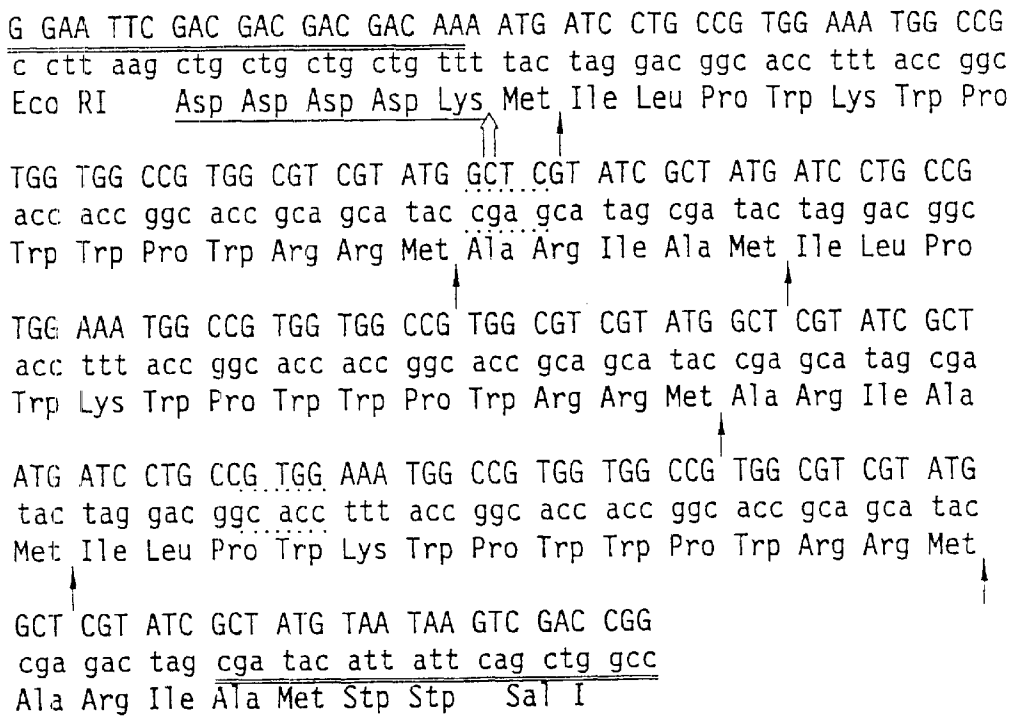 G GAA TTC GAC GAC GAC GAC AAA ATG ATC CTG CCG TGG AAA TGG CCG
c ctt aag ctg ctg ctg ctg ttt tac tag gac ggc acc ttt acc ggc
Eco RI Asp Asp Asp Asp Lys Met Ile Leu Pro Trp Lys Trp Pro
TGG TGG CCG TGG CGT CGT ATG GCT CGT ATC GCT ATG ATC CTG CCG
acc acc ggc acc gca gca tac cga gca tag cga tac tag gac ggc
Trp Trp Pro Trp Arg Arg Met Ala Arg Ile Ala Met Ile Leu Pro
TGG AAA TGG CCG TGG TGG CCG TGG CGT CGT ATG GCT CGT ATC GCT
acc ttt acc ggc acc acc ggc acc gca gca tac cga gca tag cga
Trp Lys Trp Pro Trp Trp Pro Trp Arg Arg Met Ala Arg Ile Ala
ATG ATC CTG CCG TGG AAA TGG CCG TGG TGG CCG TGG CGT CGT ATG
tac tag gac ggc acc ttt acc ggc acc acc ggc acc gca gca tac
Met Ile Leu Pro Trp Lys Trp Pro Trp Trp Pro Trp Arg Arg Met
GCT CGT ATC GCT ATG TAA TAA GTC GAC CGG
cga gac tag cga tac att att cag ctg gcc
Ala Arg Ile Ala Met Stp Stp Sal I